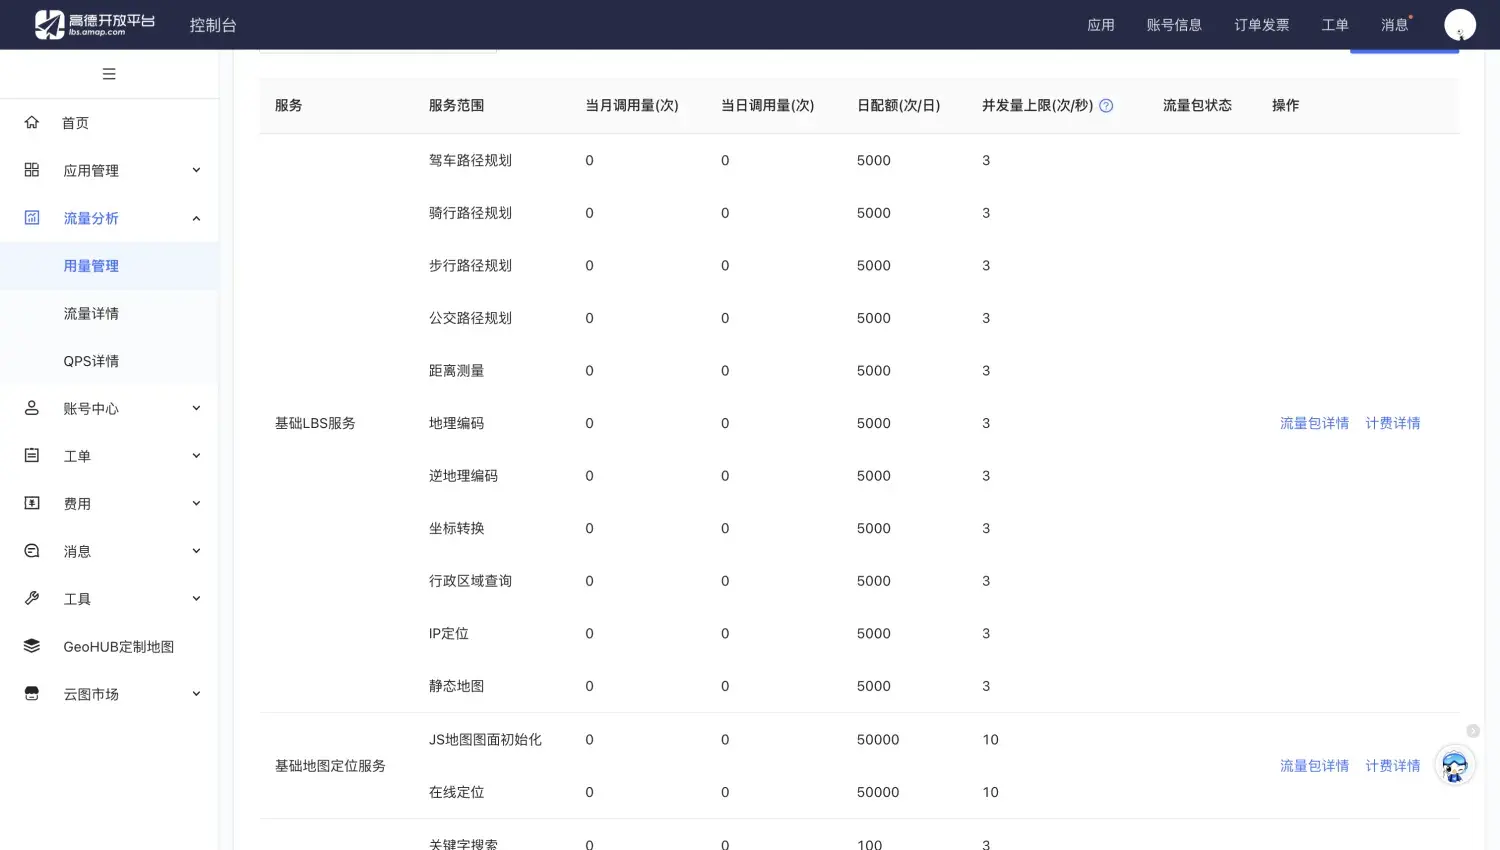 高德开放平台
lbs.amap.com
控制台
应用 账号信息 订单发票 工单 消息
首页
应用管理
流量分析
用量管理
流量详情
QPS详情
账号中心
工单
费用
消息
工具
GeoHUB定制地图
云图市场
服务 服务范围 当月调用量(次) 当日调用量(次) 日配额(次/日) 并发量上限(次/秒) 流量包状态 操作
驾车路径规划 0 0 5000 3
骑行路径规划 0 0 5000 3
步行路径规划 0 0 5000 3
公交路径规划 0 0 5000 3
距离测量 0 0 5000 3
基础LBS服务 地理编码 0 0 5000 3 流量包详情 计费详情
逆地理编码 0 0 5000 3
坐标转换 0 0 5000 3
行政区域查询 0 0 5000 3
IP定位 0 0 5000 3
静态地图 0 0 5000 3
JS地图图面初始化 0 0 50000 10
基础地图定位服务 流量包详情 计费详情
在线定位 0 0 50000 10
关键字搜索 0 0 100 3